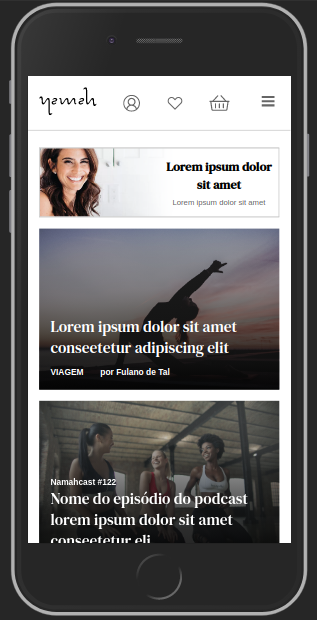 Lorem ipsum dolor
sit amet
Lorem ipsum dolor sit amet
Lorem ipsum dolor sit amet
conseetetur adipiscing elit
VIAGEM por Fulano de Tal
Namahcast #122
Nome do episódio do podcast
lorem ipsum dolor sit amet
conseetetur eli